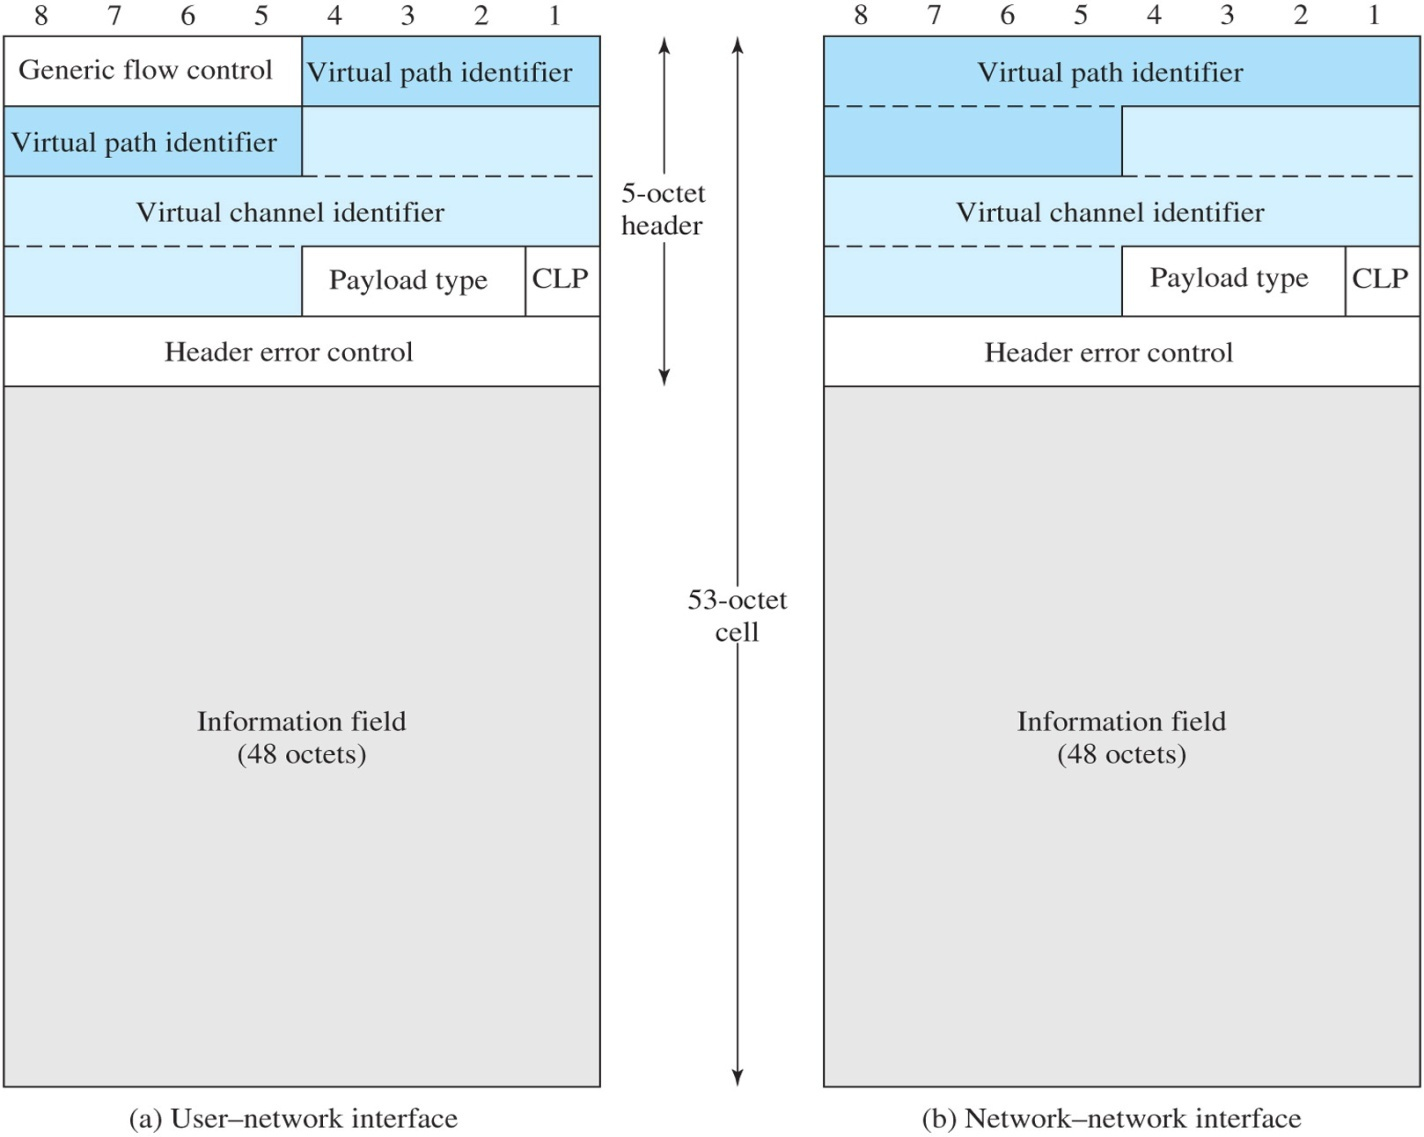 8 7 6 5 4 3 2 1
Generic flow control
Virtual path identifier
Virtual path identifier
Virtual channel identifier
Payload type
CLP
Header error control
Information field
(48 octets)
(a) User–network interface
5-octet
header
53-octet
cell
8 7 6 5 4 3 2 1
Virtual path identifier
Virtual channel identifier
Payload type
CLP
Header error control
Information field
(48 octets)
(b) Network–network interface